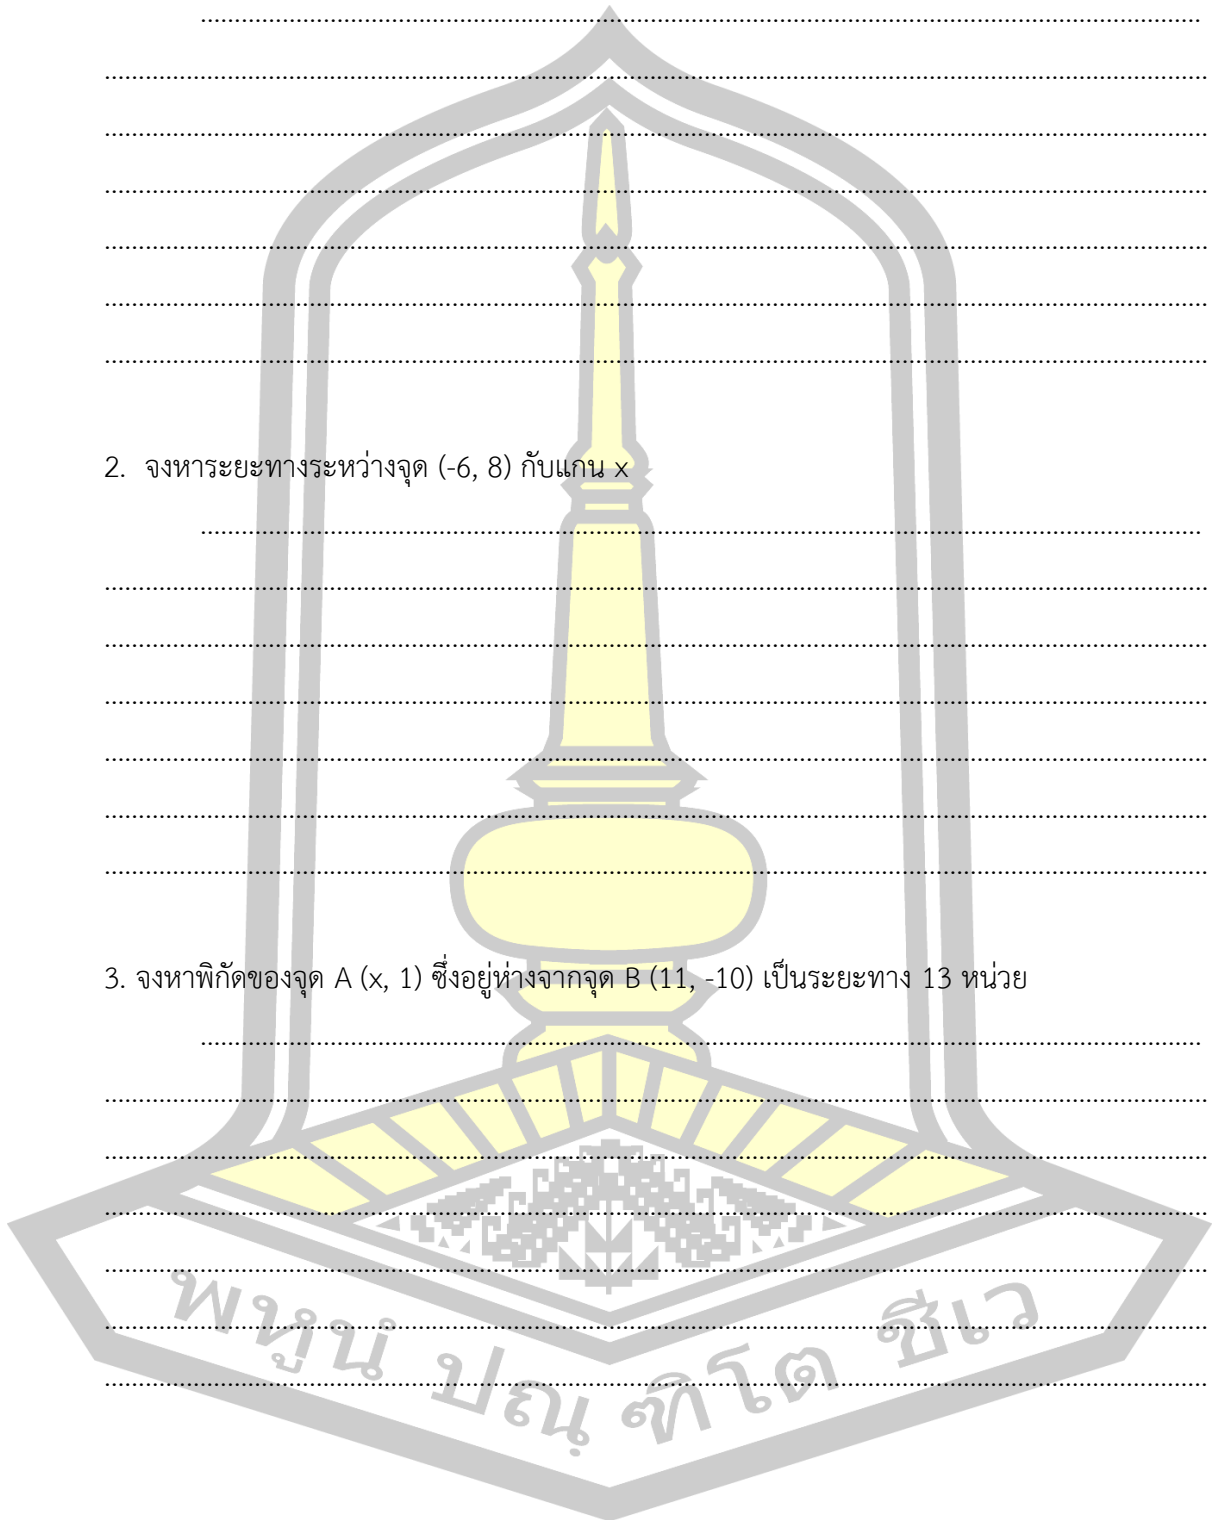 2. จงหาระยะทางระหว่างจุด (-6, 8) กับแกน x
3. จงหาพิกัดของจุด A (x, 1) ซึ่งอยู่ห่างจากจุด B (11, -10) เป็นระยะทาง 13 หน่วย
พหูนํ ปณฺฑิโต ชีเว